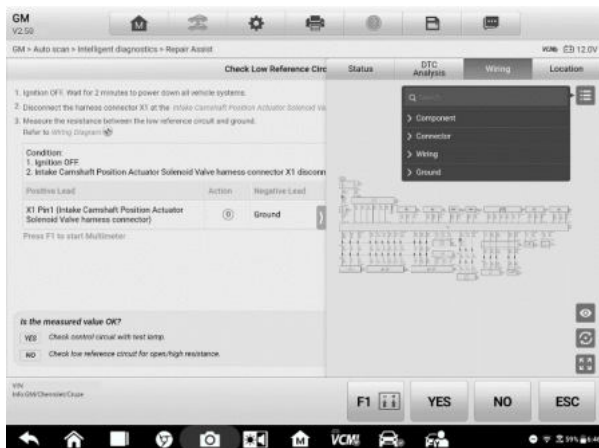 GM
V2.50
GM > Auto scan > Intelligent diagnostics > Repair Assist
VCMI 12.0V
Check Low Reference Circ
Status
DTC Analysis
Wiring
Location
1. Ignition OFF. Wait for 2 minutes to power down all vehicle systems.
2. Disconnect the harness connector X1 at the Intake Camshaft Position Actuator Solenoid Va
3. Measure the resistance between the low reference circuit and ground.
Refer to Wiring Diagram
Condition:
1. Ignition OFF.
2. Intake Camshaft Position Actuator Solenoid Valve harness connector X1 disconn
Positive Lead
Action
Negative Lead
X1 Pin1 (Intake Camshaft Position Actuator
Solenoid Valve harness connector)
Ground
Press F1 to start Multimeter
Search
> Component
> Connector
> Wiring
> Ground
Is the measured value OK?
YES Check control circuit with test lamp.
NO Check low reference circuit for open/high resistance.
VIN
Info:GM/Chevrolet/Cruze
F1
YES
NO
ESC
VCMI